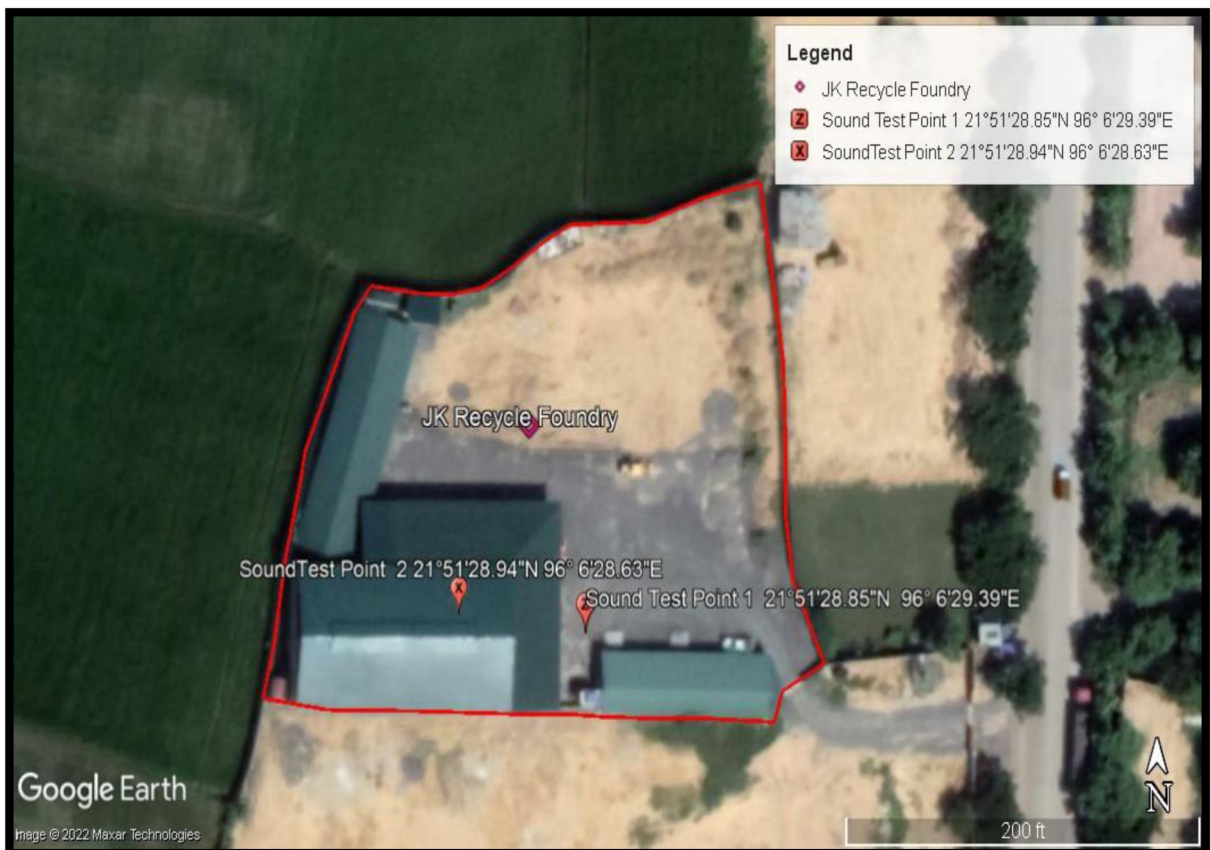 Legend
JK Recycle Foundry
Z Sound Test Point 1 21°51'28.85"N 96° 6'29.39"E
X SoundTest Point 2 21°51'28.94"N 96° 6'28.63"E
JK Recycle Foundry
SoundTest Point 2 21°51'28.94"N 96° 6'28.63"E
X
Z
Sound Test Point 1 21°51'28.85"N 96° 6'29.39"E
Google Earth
Image © 2022 Maxar Technologies
N
200 ft